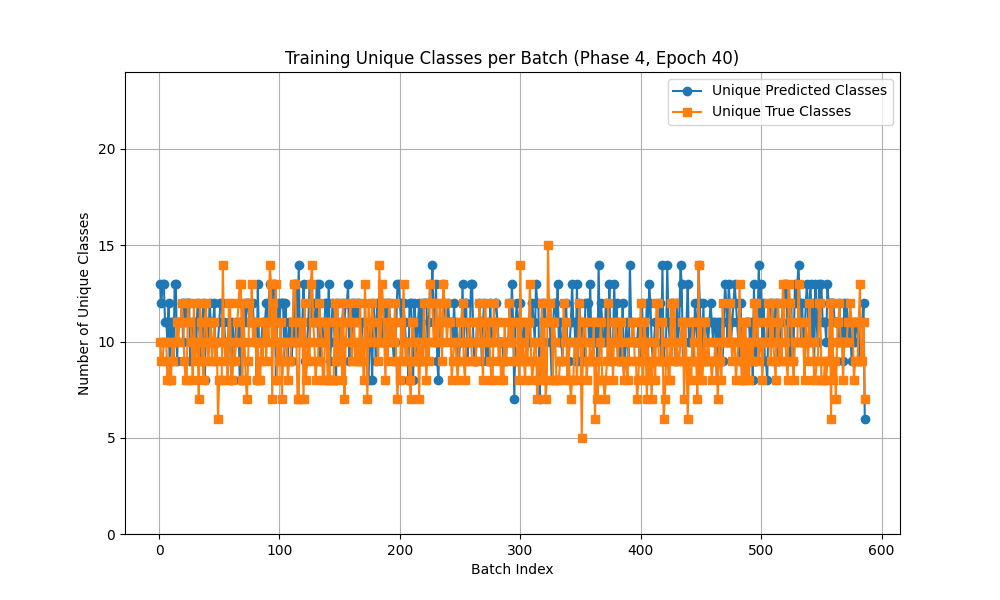 Training Unique Classes per Batch (Phase 4, Epoch 40)
Unique Predicted Classes
Unique True Classes
Number of Unique Classes
20
15
10
5
0
0 100 200 300 400 500 600
Batch Index